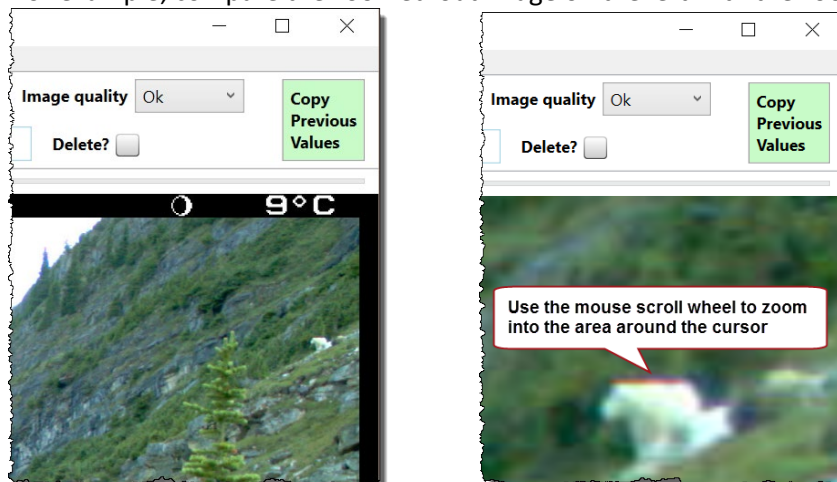 Image quality Ok
Copy
Previous
Values
Delete?
9°C
Image quality Ok
Copy
Previous
Values
Delete?
Use the mouse scroll wheel to zoom
into the area around the cursor